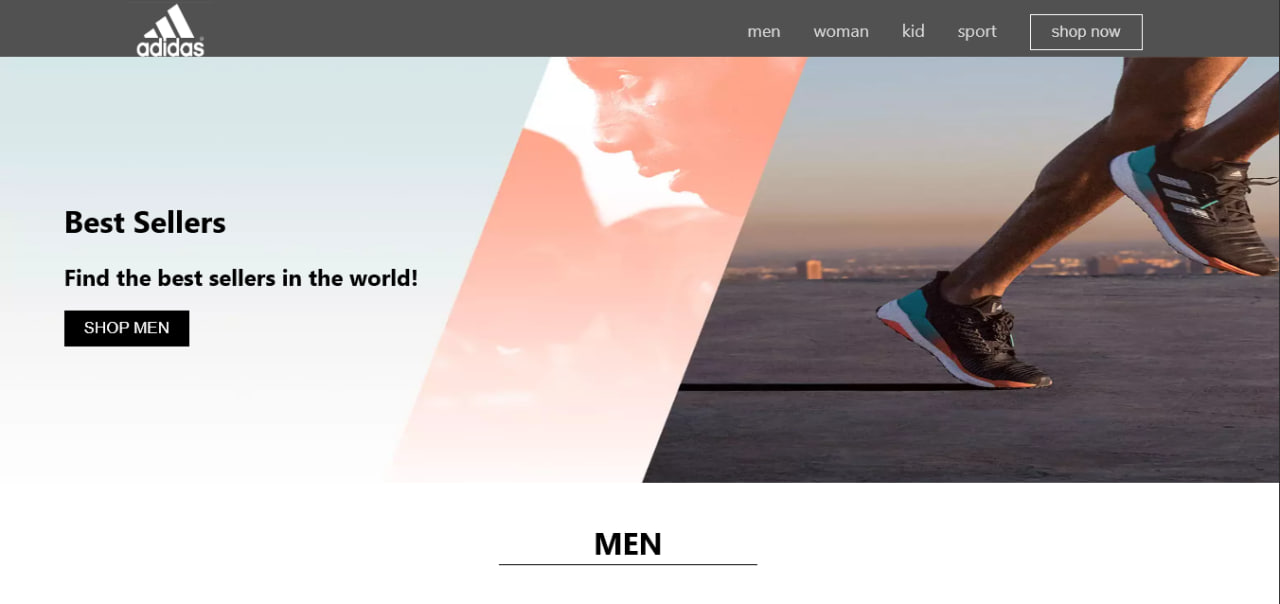 adidas
men woman kid sport shop now
Best Sellers
Find the best sellers in the world!
SHOP MEN
MEN